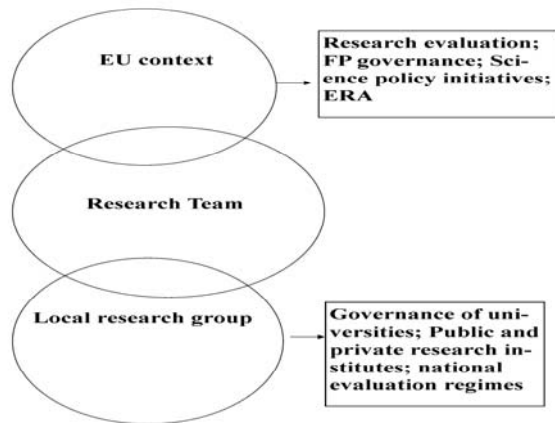 EU context
Research evaluation;
FP governance; Sci-
ence policy initiatives;
ERA
Research Team
Local research group
Governance of uni-
versities; Public and
private research in-
stitutes; national
evaluation regimes